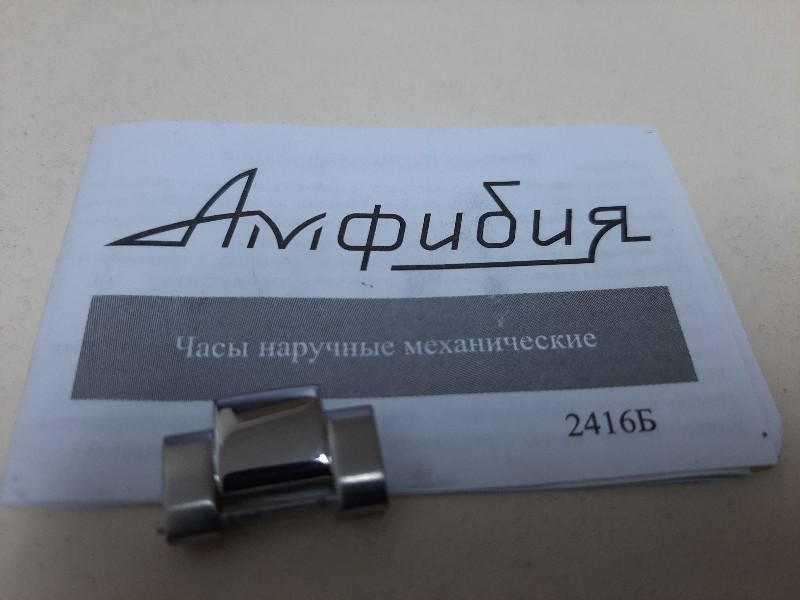 Амфибия
Часы наручные механические
2416Б